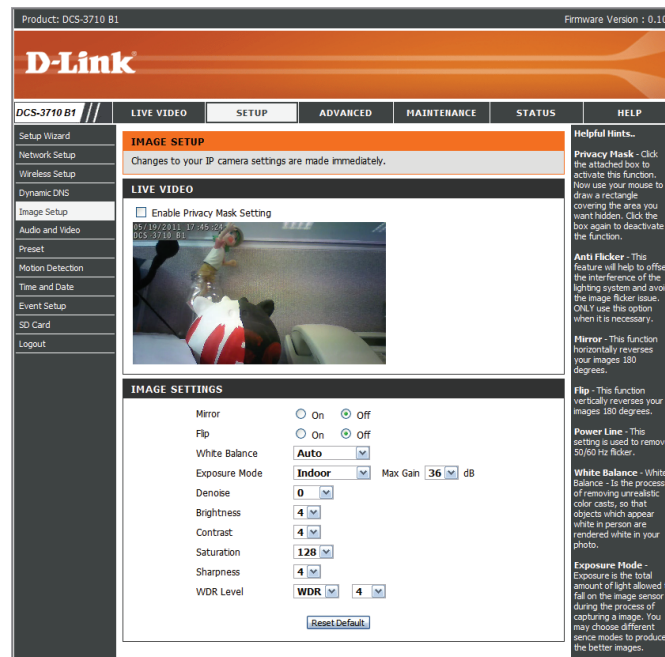 Product: DCS-3710 B1 Firmware Version : 0.10
D-Link
DCS-3710 B1 // LIVE VIDEO SETUP ADVANCED MAINTENANCE STATUS HELP
Setup Wizard
Network Setup
Wireless Setup
Dynamic DNS
Image Setup
Audio and Video
Preset
Motion Detection
Time and Date
Event Setup
SD Card
Logout
IMAGE SETUP
Changes to your IP camera settings are made immediately.
LIVE VIDEO
Enable Privacy Mask Setting
05/19/2011 17:45:24
DCS-3710 B1
IMAGE SETTINGS
Mirror On Off
Flip On Off
White Balance Auto
Exposure Mode Indoor Max Gain 36 dB
Denoise 0
Brightness 4
Contrast 4
Saturation 128
Sharpness 4
WDR Level WDR 4
Reset Default
Helpful Hints..
Privacy Mask - Click
the attached box to
activate this function.
Now use your mouse to
draw a rectangle
covering the area you
want hidden. Click the
box again to deactivate
the function.
Anti Flicker - This
feature will help to offse
the interference of the
lighting system and avoi
the image flicker issue.
ONLY use this option
when it is necessary.
Mirror - This function
horizontally reverses
your images 180
degrees.
Flip - This function
vertically reverses your
images 180 degrees.
Power Line - This
setting is used to remov
50/60 Hz flicker.
White Balance - White
Balance - Is the process
of removing unrealistic
color casts, so that
objects which appear
white in person are
rendered white in your
photo.
Exposure Mode -
Exposure is the total
amount of light allowed
fall on the image sensor
during the process of
capturing a image. You
may choose different
sence modes to produce
the better images.